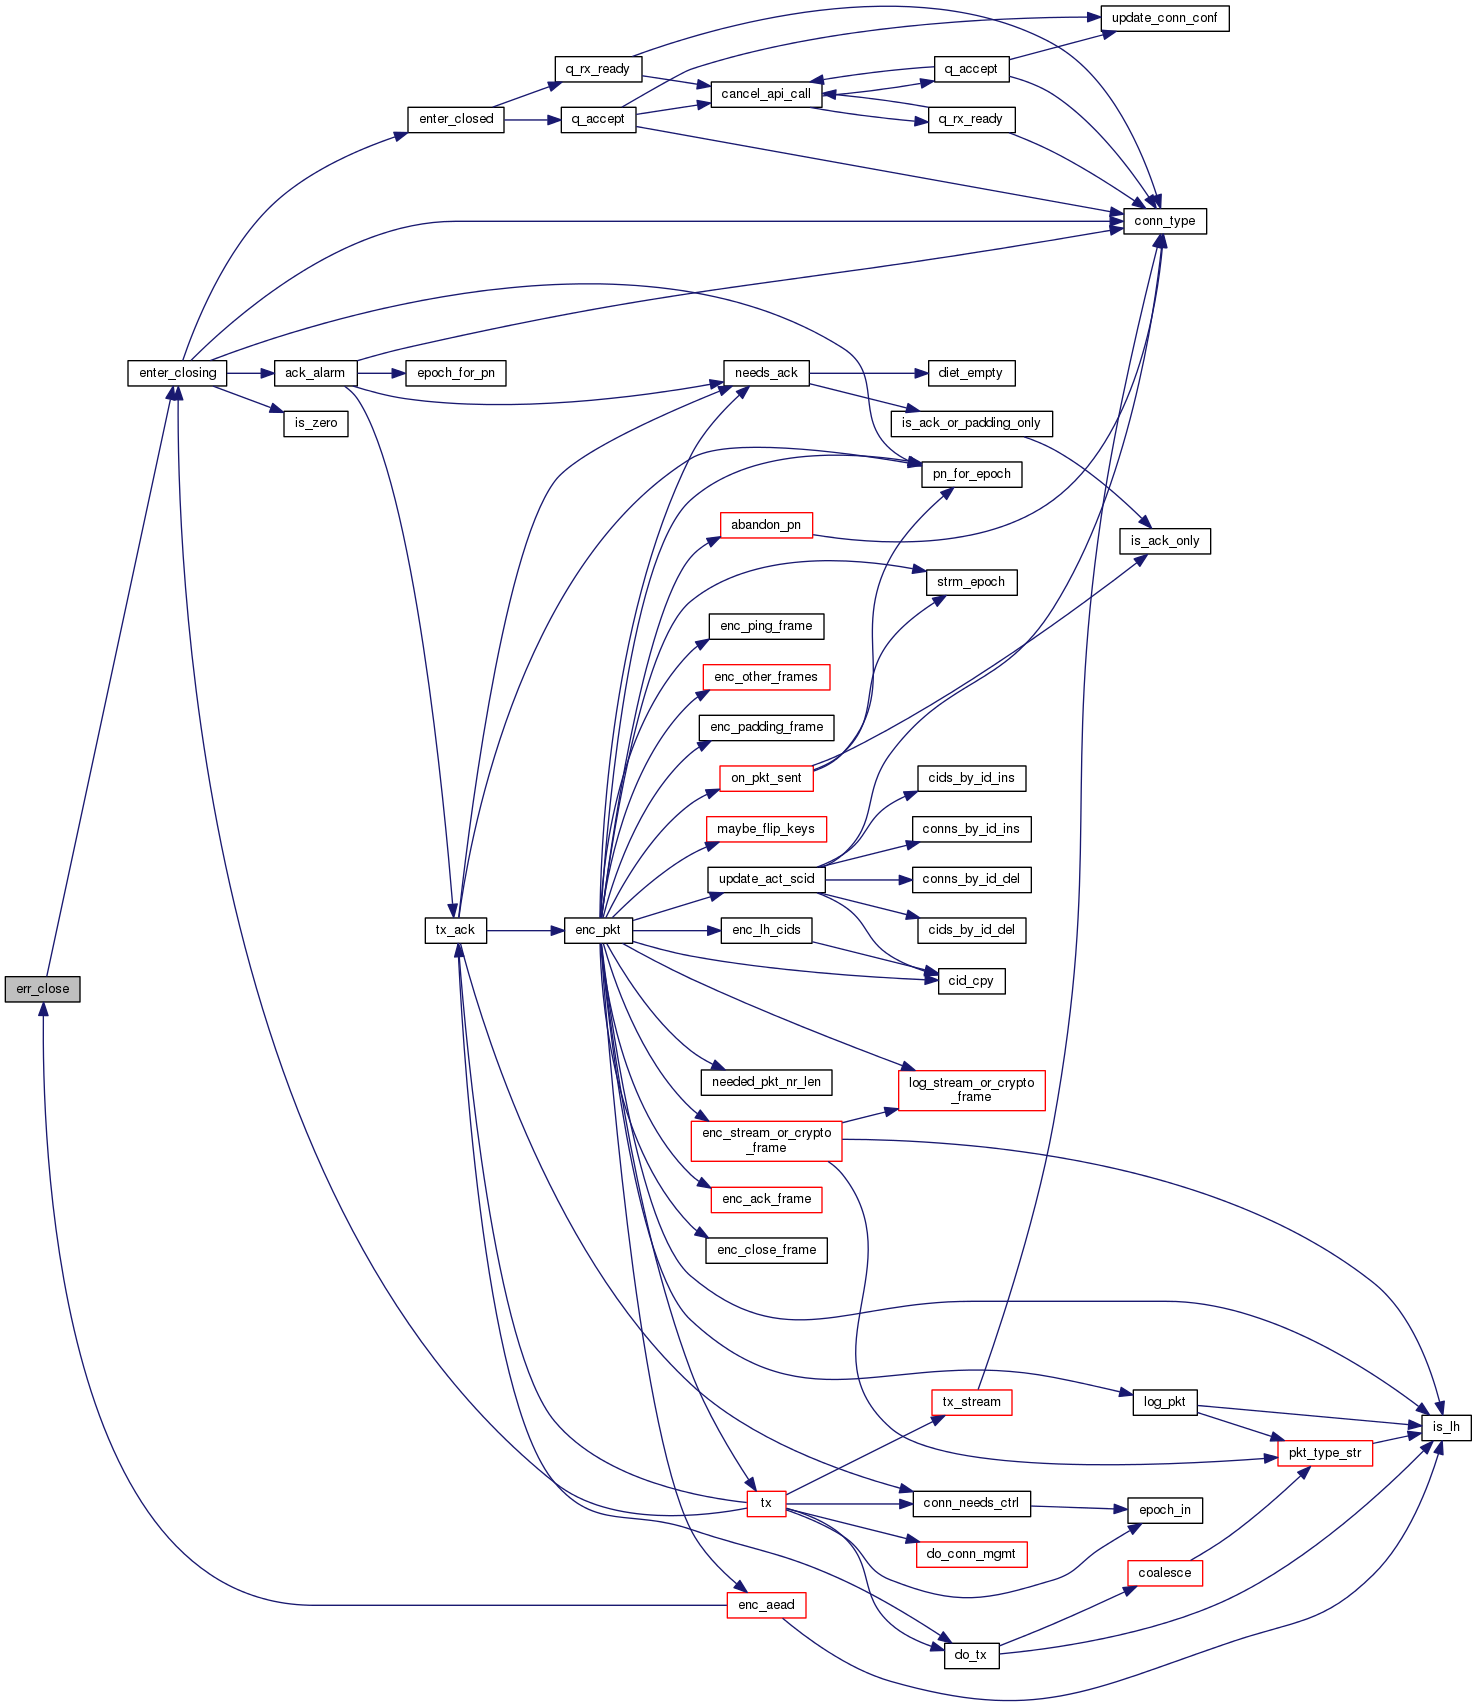 update_conn_conf
q_rx_ready
q_accept
cancel_api_call
enter_closed
q_accept
q_rx_ready
conn_type
enter_closing
ack_alarm
epoch_for_pn
needs_ack
diet_empty
is_zero
is_ack_or_padding_only
pn_for_epoch
abandon_pn
is_ack_only
strm_epoch
enc_ping_frame
enc_other_frames
enc_padding_frame
on_pkt_sent
cids_by_id_ins
maybe_flip_keys
conns_by_id_ins
update_act_scid
conns_by_id_del
tx_ack
enc_pkt
enc_lh_cids
cids_by_id_del
err_close
cid_cpy
needed_pkt_nr_len
log_stream_or_crypto
_frame
enc_stream_or_crypto
_frame
enc_ack_frame
enc_close_frame
tx_stream
log_pkt
is_lh
pkt_type_str
tx
conn_needs_ctrl
epoch_in
do_conn_mgmt
coalesce
enc_aead
do_tx